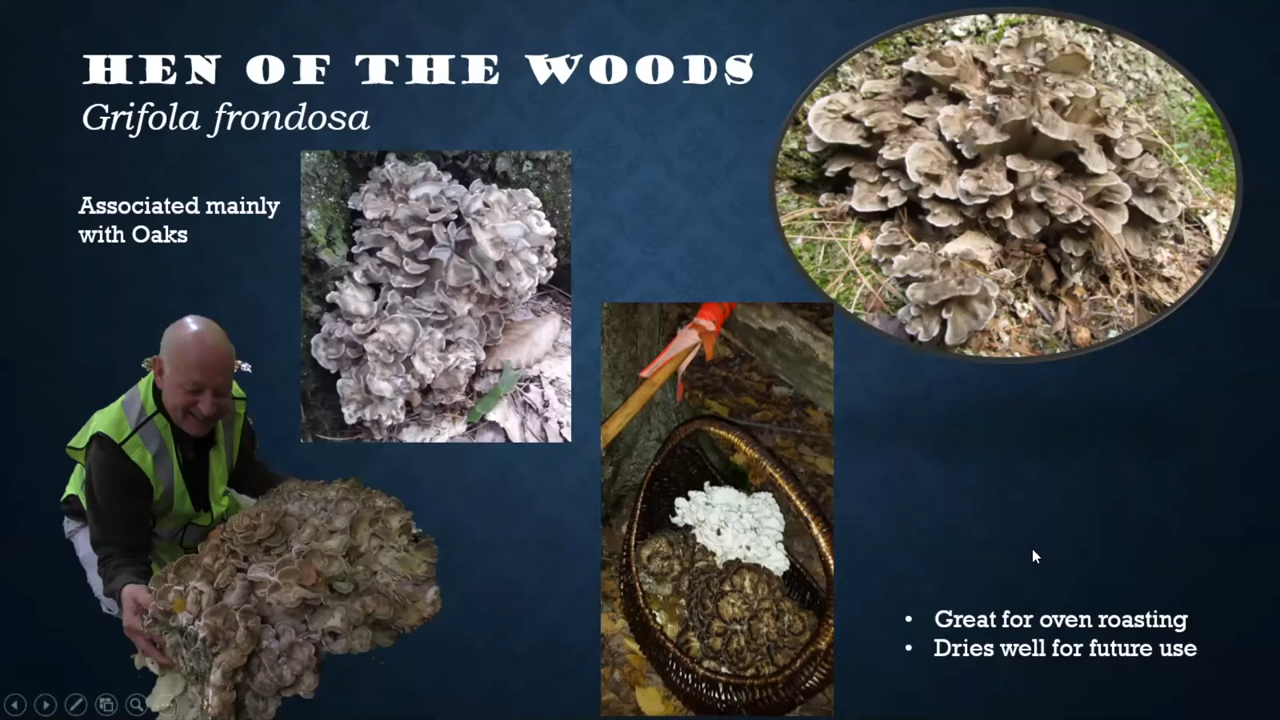 HEN OF THE WOODS
Grifola frondosa
Associated mainly
with Oaks
• Great for oven roasting
• Dries well for future use